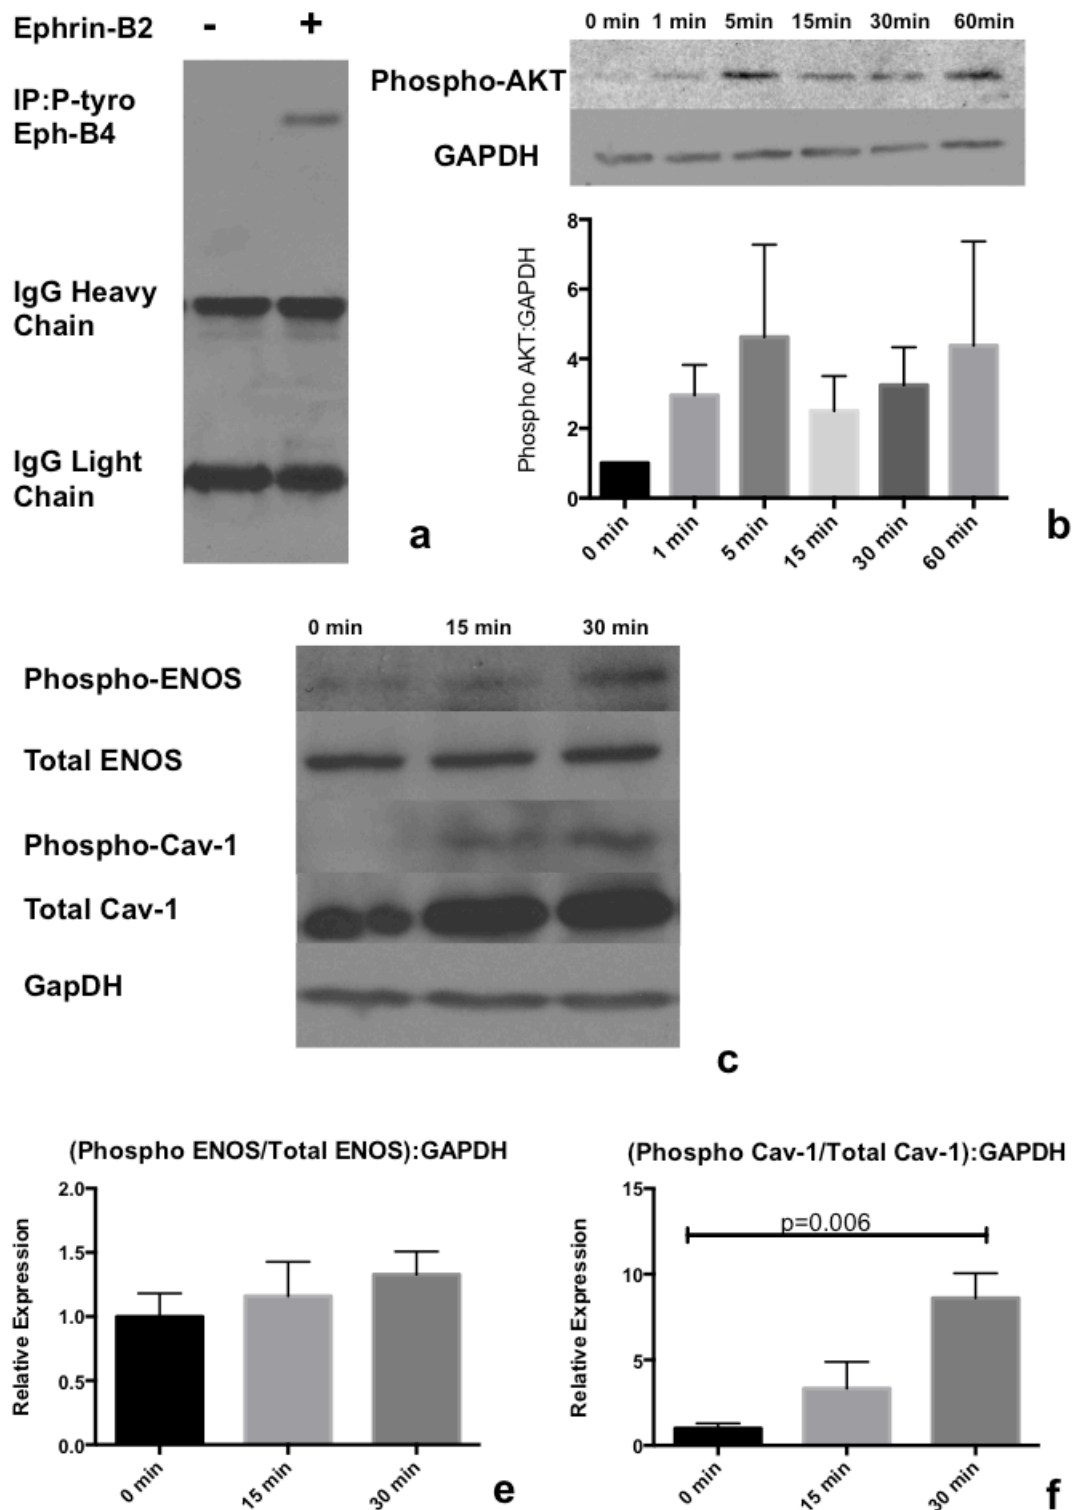 Ephrin-B2 - +
IP:P-tyro
Eph-B4
IgG Heavy
Chain
IgG Light
Chain
a
0 min 1 min 5min 15min 30min 60min
Phospho-AKT
GAPDH
Phospho AKT:GAPDH
8
6
4
2
0
0 min 1 min 5 min 15 min 30 min 60 min
b
0 min 15 min 30 min
Phospho-ENOS
Total ENOS
Phospho-Cav-1
Total Cav-1
GapDH
c
(Phospho ENOS/Total ENOS):GAPDH
Relative Expression
2.0
1.5
1.0
0.5
0.0
0 min 15 min 30 min
e
(Phospho Cav-1/Total Cav-1):GAPDH
Relative Expression
15
10
5
0
p=0.006
0 min 15 min 30 min
f